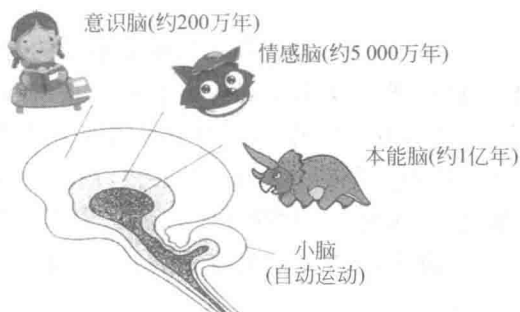 意识脑(约200万年)
情感脑(约5 000万年)
本能脑(约1亿年)
小脑
(自动运动)